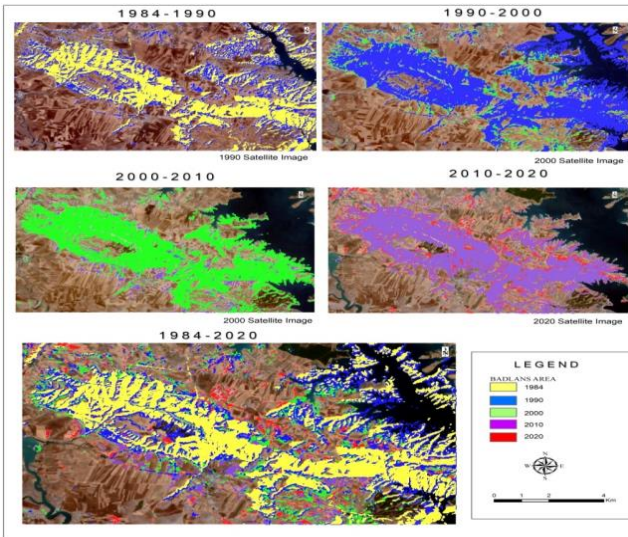 1984-1990
1990-2000
1990 Satellite Image
2000 Satellite Image
2000-2010
2010-2020
2000 Satellite Image
2020 Satellite Image
1984-2020
LEGEND
BADLANS AREA
1984
1990
2000
2010
2020
N
W E
S
0 1 2 4
Km